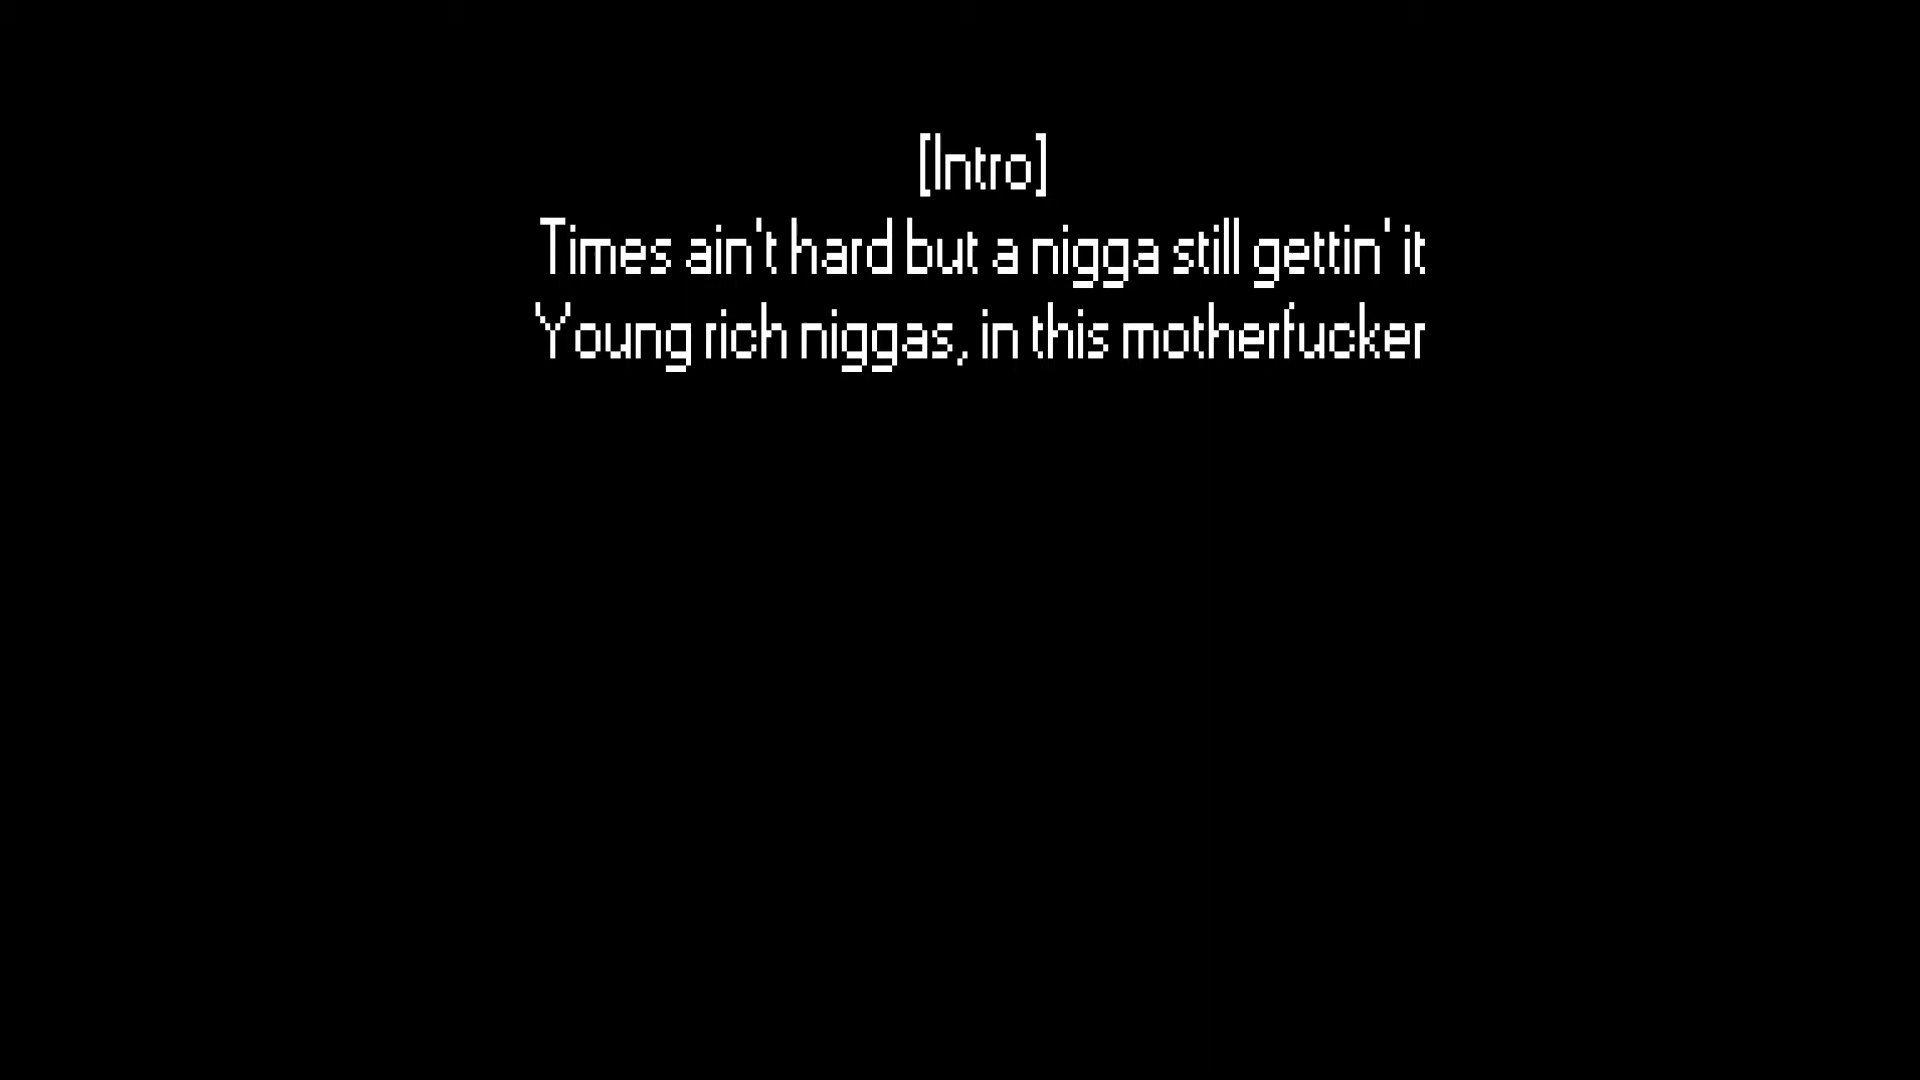 [Intro]
Times ain't hard but a nigga still gettin' it
Young rich niggas, in this motherfucker